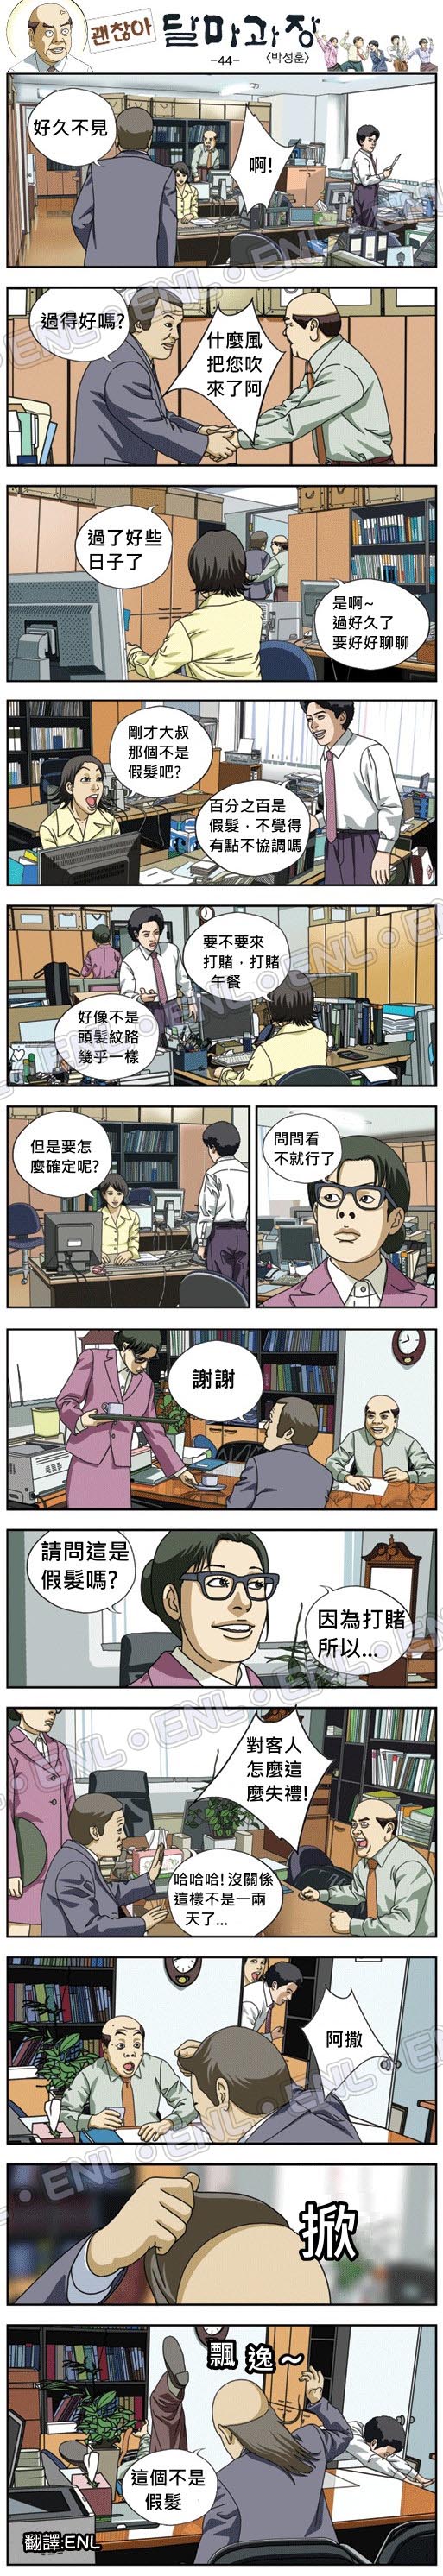 괜찮아
달마과장
-44-
<박성훈>
好久不見
啊!
過得好嗎?
什麼風
把您吹
來了阿
過了好些
日子了
是啊~
過好久了
要好好聊聊
剛才大叔
那個不是
假髮吧?
百分之百是
假髮，不覺得
有點不協調嗎
要不要來
打賭，打賭
午餐
好像不是
頭髮紋路
幾乎一樣
但是要怎
麼確定呢?
問問看
不就行了
謝謝
請問這是
假髮嗎?
因為打賭
所以...
對客人
怎麼這
麼失禮!
哈哈哈! 沒關係
這樣不是一兩
天了...
阿撒
掀
飄逸~
這個不是
假髮
翻譯:ENL
ENL • ENL • ENL • ENL